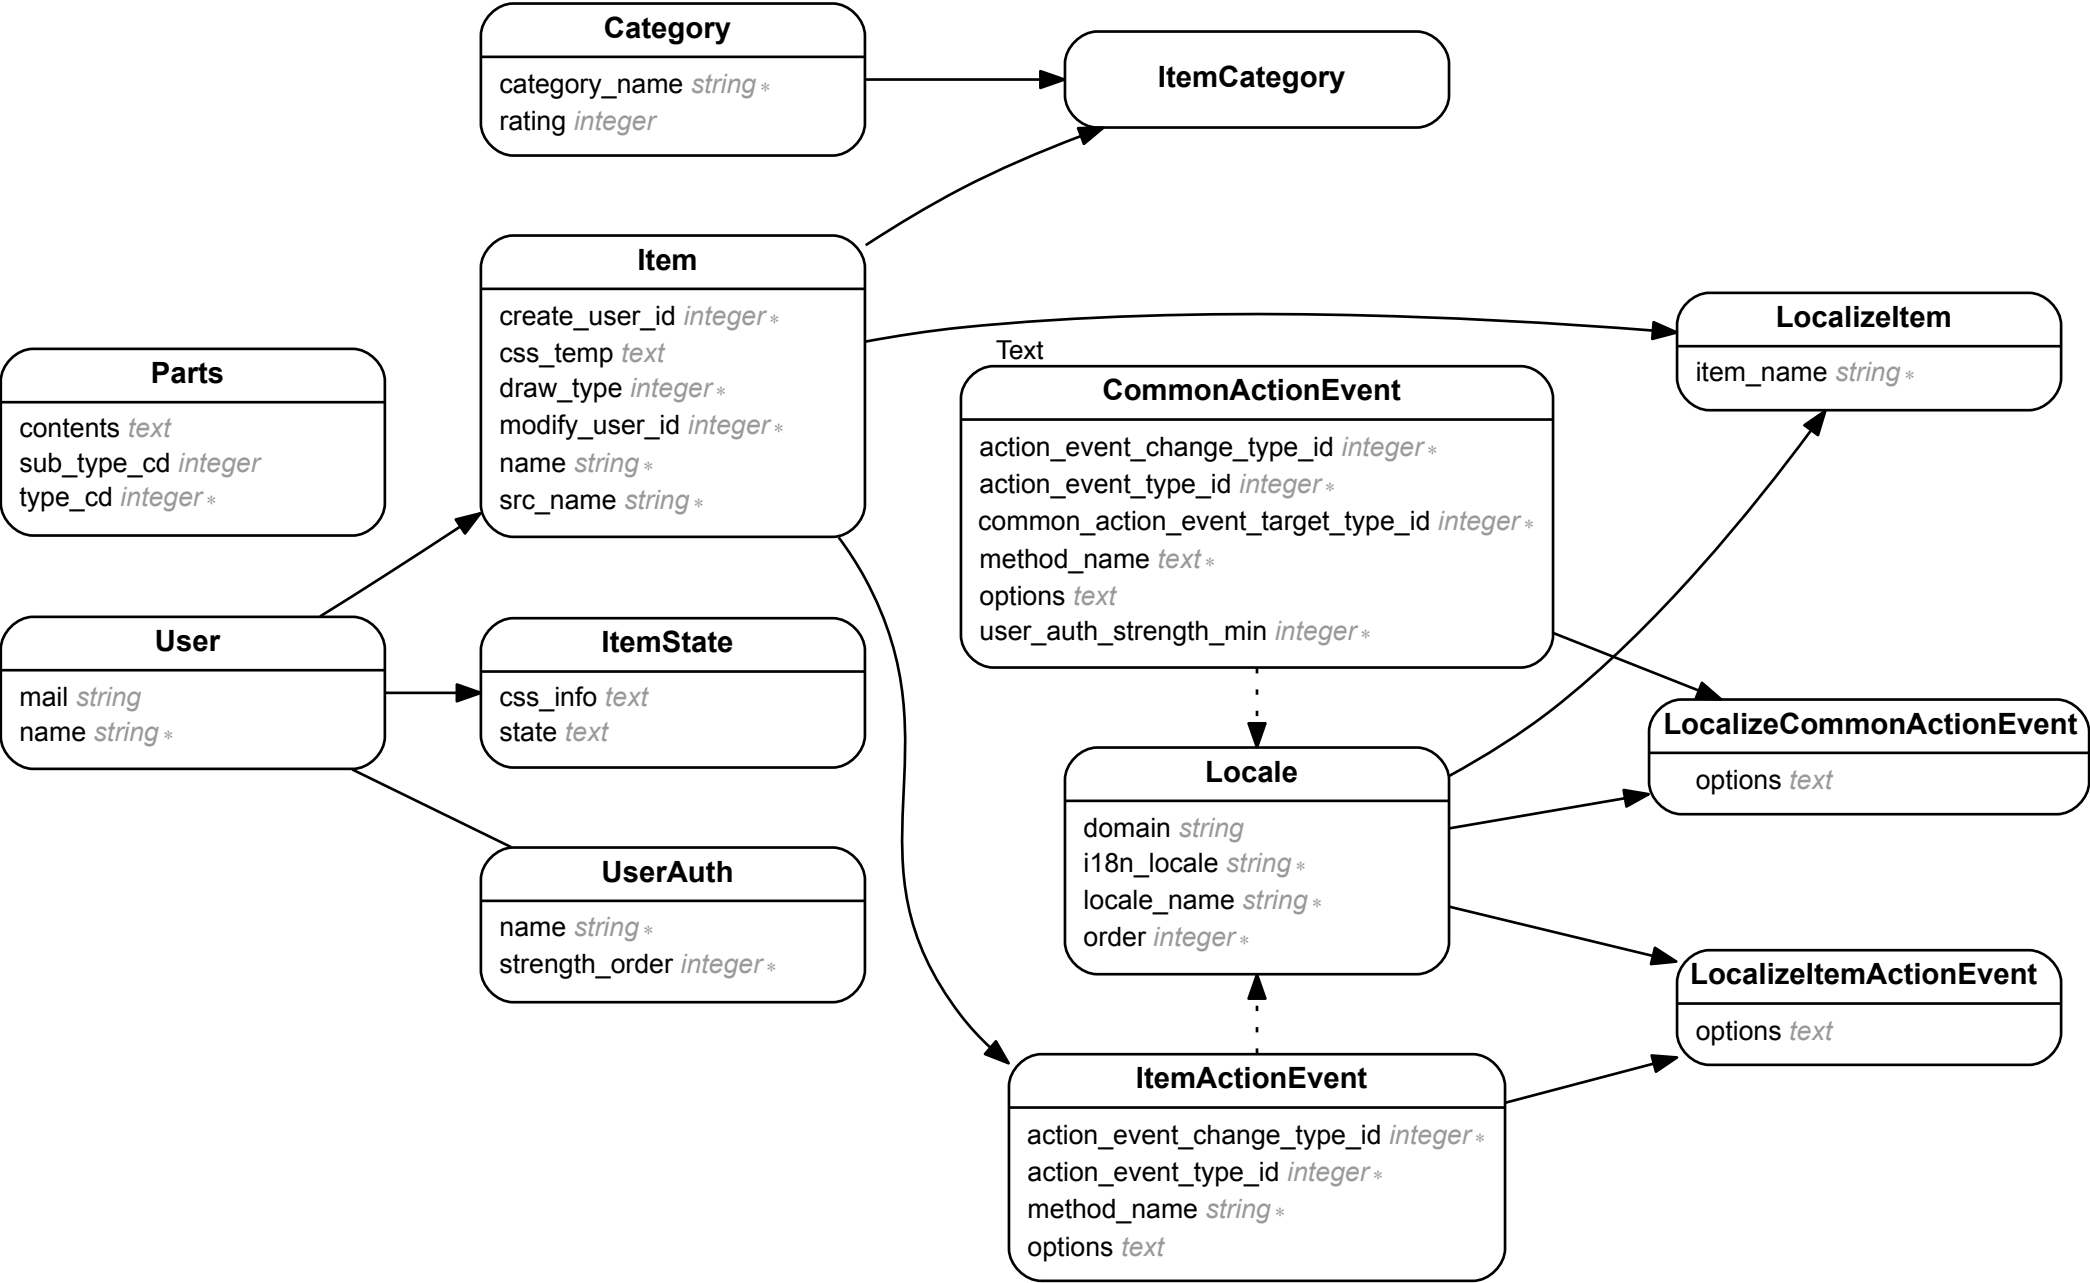 Category
category_name string *
rating integer
ItemCategory
Item
create_user_id integer *
css_temp text
draw_type integer *
modify_user_id integer *
name string *
src_name string *
LocalizeItem
item_name string *
Parts
contents text
sub_type_cd integer
type_cd integer *
Text
CommonActionEvent
action_event_change_type_id integer *
action_event_type_id integer *
common_action_event_target_type_id integer *
method_name text *
options text
user_auth_strength_min integer *
User
mail string
name string *
ItemState
css_info text
state text
LocalizeCommonActionEvent
options text
Locale
domain string
i18n_locale string *
locale_name string *
order integer *
UserAuth
name string *
strength_order integer *
LocalizeItemActionEvent
options text
ItemActionEvent
action_event_change_type_id integer *
action_event_type_id integer *
method_name string *
options text